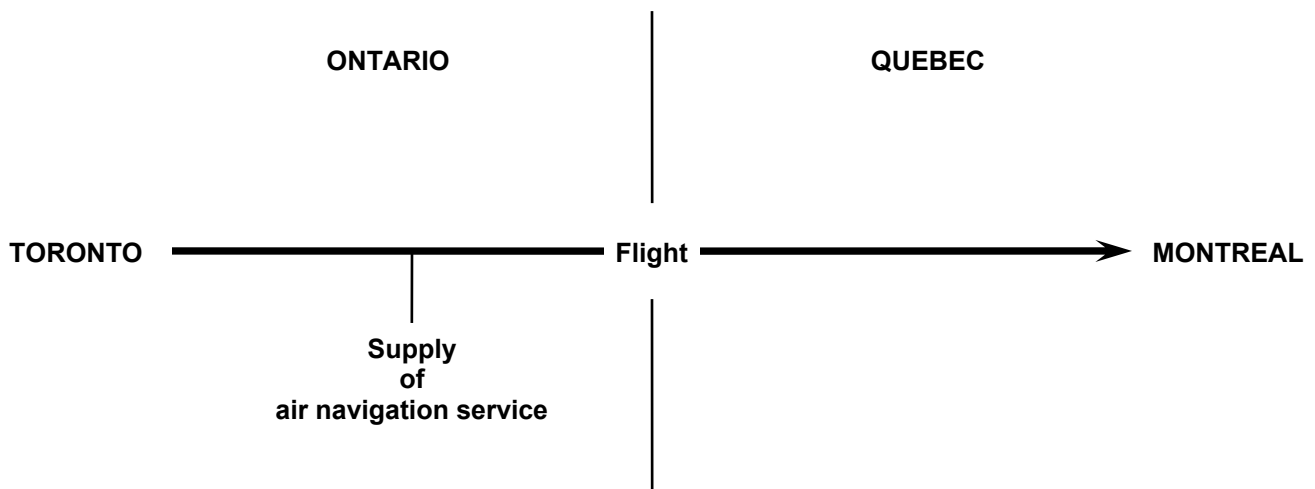 ONTARIO
QUEBEC
TORONTO
Flight
MONTREAL
Supply
of
air navigation service